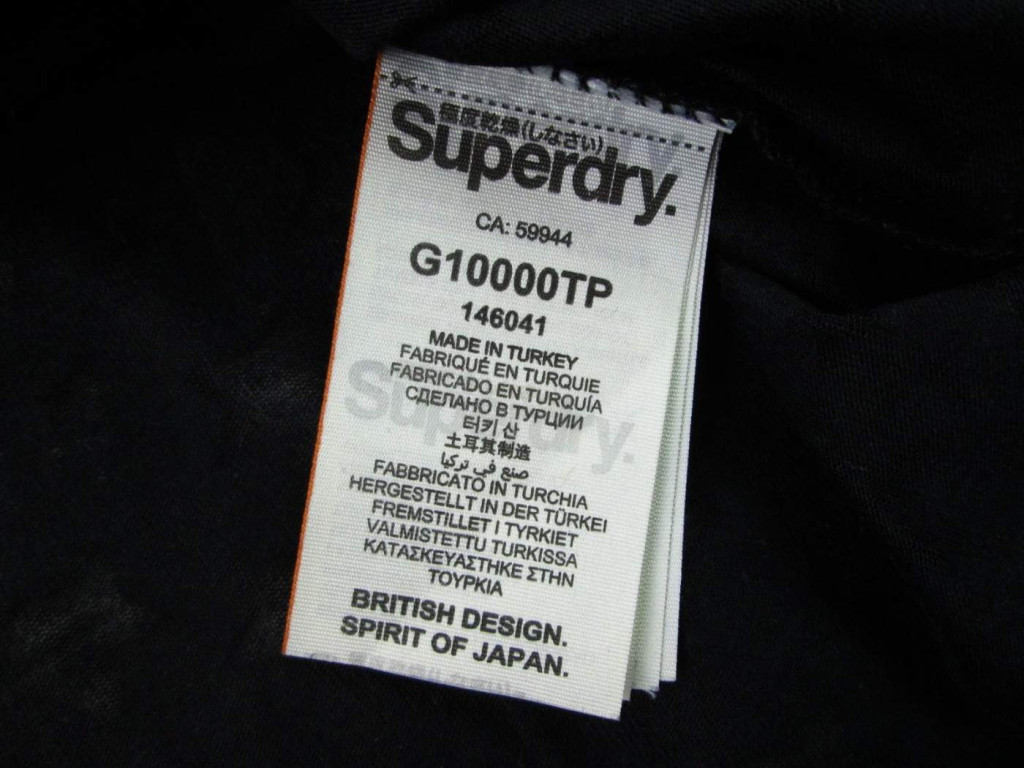 極度乾燥(しなさい)
Superdry.
CA: 59944
G10000TP
146041
MADE IN TURKEY
FABRIQUÉ EN TURQUIE
FABRICADO EN TURQUÍA
СДЕЛАНО В ТУРЦИИ
터키 산
土耳其制造
صنع في تركيا
FABBRICATO IN TURCHIA
HERGESTELLT IN DER TÜRKEI
FREMSTILLET I TYRKIET
VALMISTETTU TURKISSA
ΚΑΤΑΣΚΕΥΑΣΤΗΚΕ ΣΤΗΝ
ΤΟΥΡΚΙΑ
BRITISH DESIGN.
SPIRIT OF JAPAN.